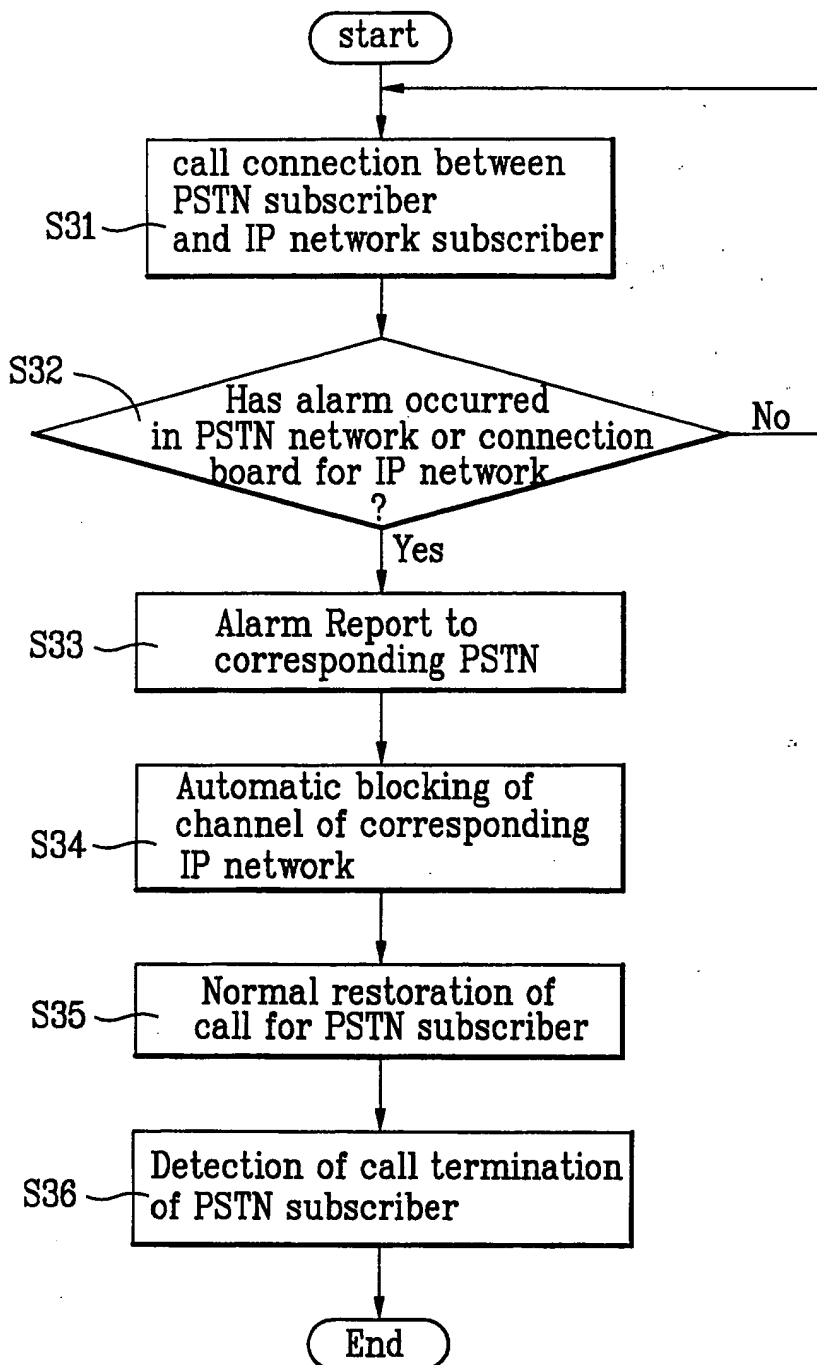 start
call connection between
PSTN subscriber
and IP network subscriber
S31
S32
Has alarm occurred
in PSTN network or connection
board for IP network
?
No
Yes
S33
Alarm Report to
corresponding PSTN
Automatic blocking of
channel of corresponding
IP network
S34
Normal restoration of
call for PSTN subscriber
S35
Detection of call termination
of PSTN subscriber
S36
End